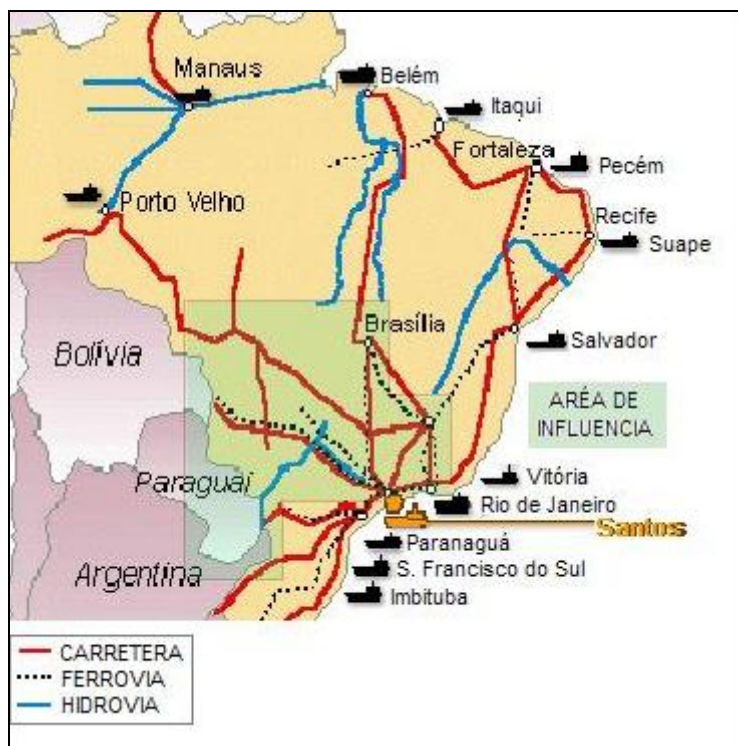 Manaus
Belém
Itaqui
Fortaleza
Pecém
Porto Velho
Recife
Suape
Brasília
Bolívia
Salvador
ARÉA DE
INFLUENCIA
Paraguai
Vitória
Rio de Janeiro
Santos
Paranaguá
Argentina
S. Francisco do Sul
Imbituba
CARRETERA
FERROVIA
HIDROVIA